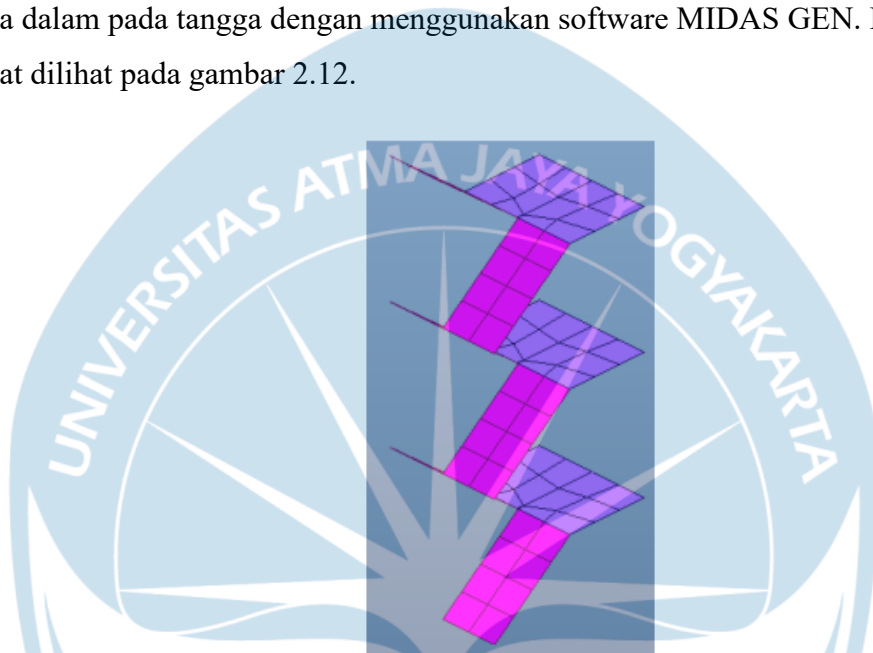 a dalam pada tangga dengan menggunakan software MIDAS GEN.
at dilihat pada gambar 2.12.
UNIVERSITAS ATMA JAYA YOGYAKARTA